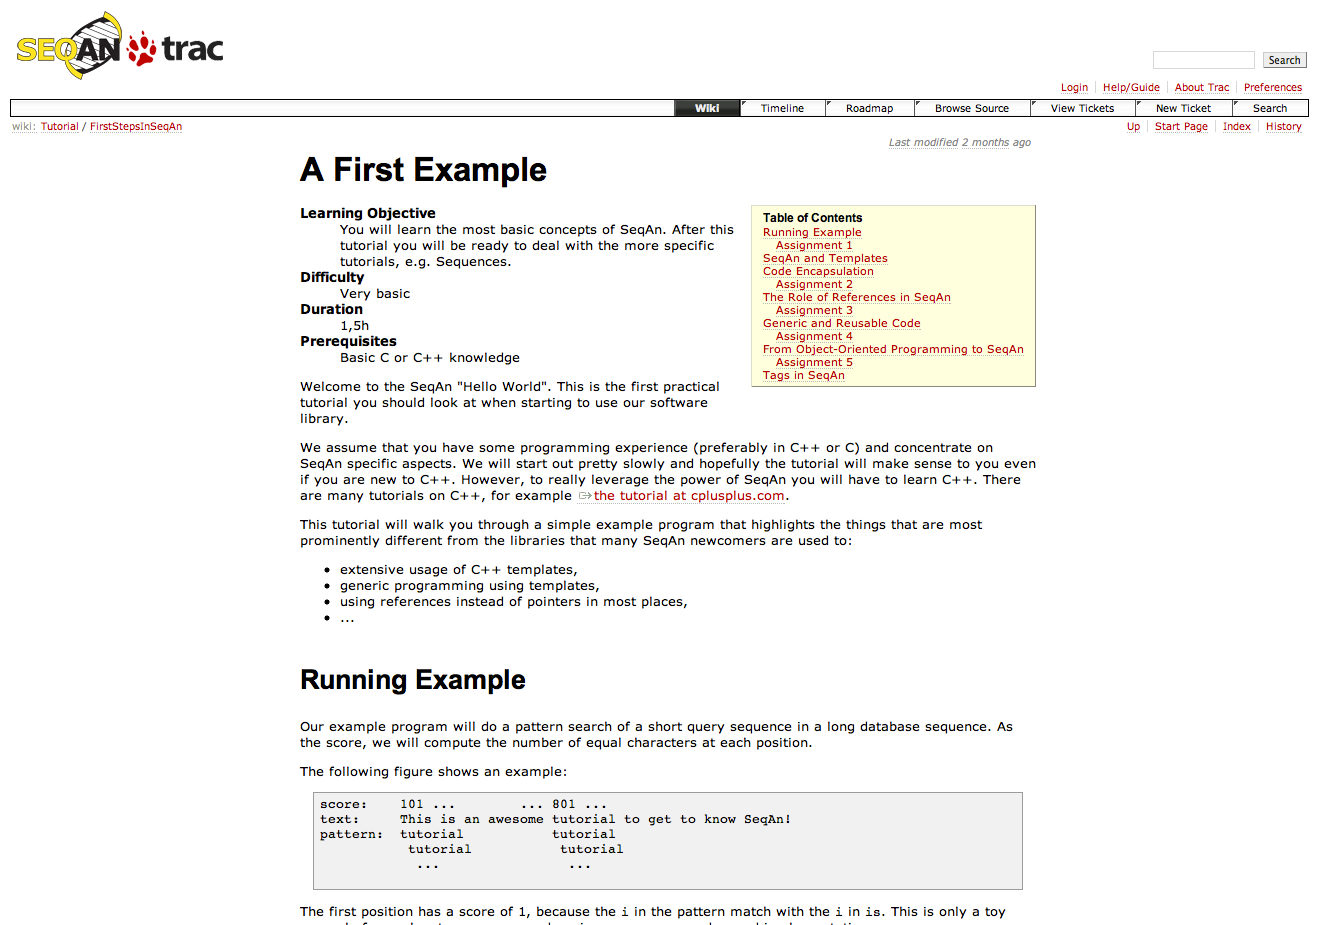 SEQAN trac
Search
Login Help/Guide About Trac Preferences
Wiki Timeline Roadmap Browse Source View Tickets New Ticket Search
wiki: Tutorial / FirstStepsInSeqAn
Up Start Page Index History
Last modified 2 months ago
A First Example
Learning Objective
You will learn the most basic concepts of SeqAn. After this
tutorial you will be ready to deal with the more specific
tutorials, e.g. Sequences.
Difficulty
Very basic
Duration
1,5h
Prerequisites
Basic C or C++ knowledge
Table of Contents
Running Example
Assignment 1
SeqAn and Templates
Code Encapsulation
Assignment 2
The Role of References in SeqAn
Assignment 3
Generic and Reusable Code
Assignment 4
From Object-Oriented Programming to SeqAn
Assignment 5
Tags in SeqAn
Welcome to the SeqAn "Hello World". This is the first practical
tutorial you should look at when starting to use our software
library.
We assume that you have some programming experience (preferably in C++ or C) and concentrate on
SeqAn specific aspects. We will start out pretty slowly and hopefully the tutorial will make sense to you even
if you are new to C++. However, to really leverage the power of SeqAn you will have to learn C++. There
are many tutorials on C++, for example the tutorial at cplusplus.com.
This tutorial will walk you through a simple example program that highlights the things that are most
prominently different from the libraries that many SeqAn newcomers are used to:
• extensive usage of C++ templates,
• generic programming using templates,
• using references instead of pointers in most places,
• ...
Running Example
Our example program will do a pattern search of a short query sequence in a long database sequence. As
the score, we will compute the number of equal characters at each position.
The following figure shows an example:
score:    101 ...        ... 801 ...
text:     This is an awesome tutorial to get to know SeqAn!
pattern:  tutorial           tutorial
           tutorial           tutorial
            ...                ...
The first position has a score of 1, because the i in the pattern match with the i in is. This is only a toy